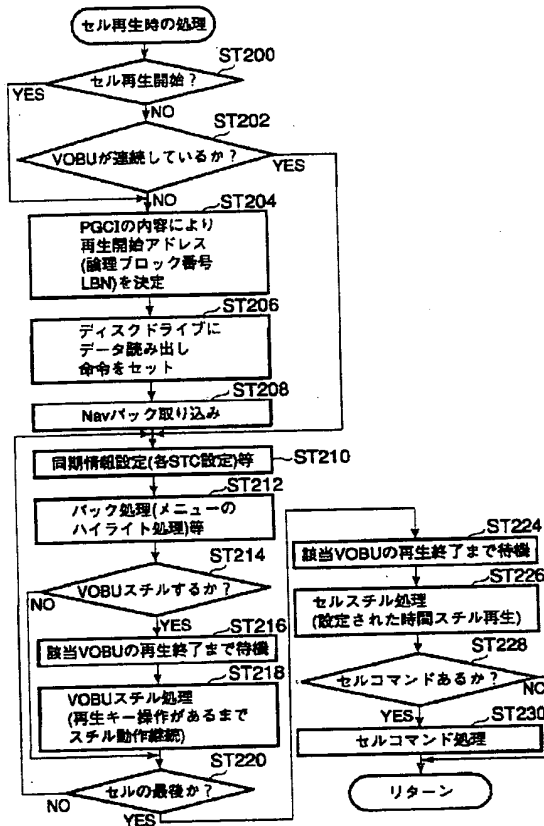 セル再生時の処理
ST200
セル再生開始?
YES
NO
ST202
VOBUが連続しているか?
YES
NO
ST204
PGCIの内容により
再生開始アドレス
(論理ブロック番号
LBN)を決定
ST206
ディスクドライブに
データ読み出し
命令をセット
ST208
Navパック取り込み
同期情報設定(各STC設定)等
ST210
ST212
パック処理(メニューの
ハイライト処理)等
ST214
VOBUスチルするか?
NO
YES
ST216
該当VOBUの再生終了まで待機
ST218
VOBUスチル処理
(再生キー操作があるまで
スチル動作継続)
ST220
セルの最後か?
NO
YES
ST224
該当VOBUの再生終了まで待機
ST226
セルスチル処理
(設定された時間スチル再生)
ST228
セルコマンドあるか?
NO
YES
ST230
セルコマンド処理
リターン